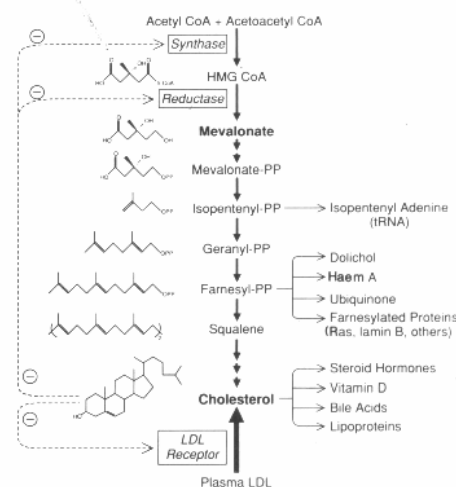 Acetyl CoA + Acetoacetyl CoA
Synthase
HMG CoA
Reductase
Mevalonate
Mevalonate-PP
Isopentenyl-PP
Isopentenyl Adenine
(tRNA)
Geranyl-PP
Farnesyl-PP
Dolichol
Haem A
Ubiquinone
Farnesylated Proteins
(Ras, lamin B, others)
Squalene
Cholesterol
Steroid Hormones
Vitamin D
Bile Acids
Lipoproteins
LDL
Receptor
Plasma LDL